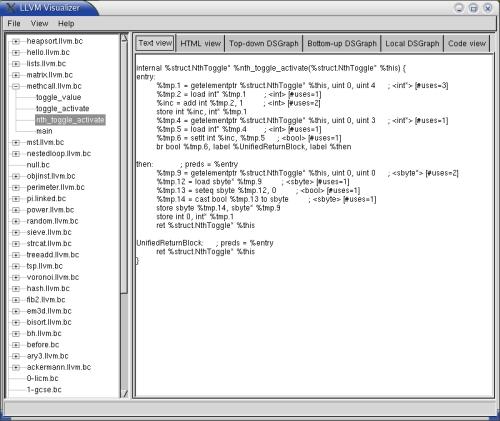 LLVM Visualizer
File View Help
heapsort.llvm.bc
hello.llvm.bc
lists.llvm.bc
matrix.llvm.bc
methcall.llvm.bc
toggle_value
toggle_activate
nth_toggle_activate
main
mst.llvm.bc
nestedloop.llvm.bc
null.llvm.bc
objinst.llvm.bc
perimeter.llvm.bc
pi.linked.bc
power.llvm.bc
random.llvm.bc
sieve.llvm.bc
strcat.llvm.bc
treeadd.llvm.bc
tsp.llvm.bc
voronoi.llvm.bc
hash.llvm.bc
fib2.llvm.bc
em3d.llvm.bc
bisort.llvm.bc
bh.llvm.bc
before.bc
ary3.llvm.bc
ackermann.llvm.bc
0-licm.bc
1-gcse.bc
Text view HTML view Top-down DSGraph Bottom-up DSGraph Local DSGraph Code view
internal %struct.NthToggle* %nth_toggle_activate(%struct.NthToggle* %this) {
entry:
%tmp.1 = getelementptr %struct.NthToggle* %this, uint 0, uint 4 ; <int*> [#uses=3]
%tmp.2 = load int* %tmp.1 ; <int> [#uses=1]
%inc = add int %tmp.2, 1 ; <int> [#uses=2]
store int %inc, int* %tmp.1
%tmp.4 = getelementptr %struct.NthToggle* %this, uint 0, uint 3 ; <int*> [#uses=1]
%tmp.5 = load int* %tmp.4 ; <int> [#uses=1]
%tmp.6 = setlt int %inc, %tmp.5 ; <bool> [#uses=1]
br bool %tmp.6, label %UnifiedReturnBlock, label %then
then: ; preds = %entry
%tmp.9 = getelementptr %struct.NthToggle* %this, uint 0, uint 0 ; <sbyte*> [#uses=2]
%tmp.12 = load sbyte* %tmp.9 ; <sbyte> [#uses=1]
%tmp.13 = seteq sbyte %tmp.12, 0 ; <bool> [#uses=1]
%tmp.14 = cast bool %tmp.13 to sbyte ; <sbyte> [#uses=1]
store sbyte %tmp.14, sbyte* %tmp.9
store int 0, int* %tmp.1
ret %struct.NthToggle* %this
UnifiedReturnBlock: ; preds = %entry
ret %struct.NthToggle* %this
}